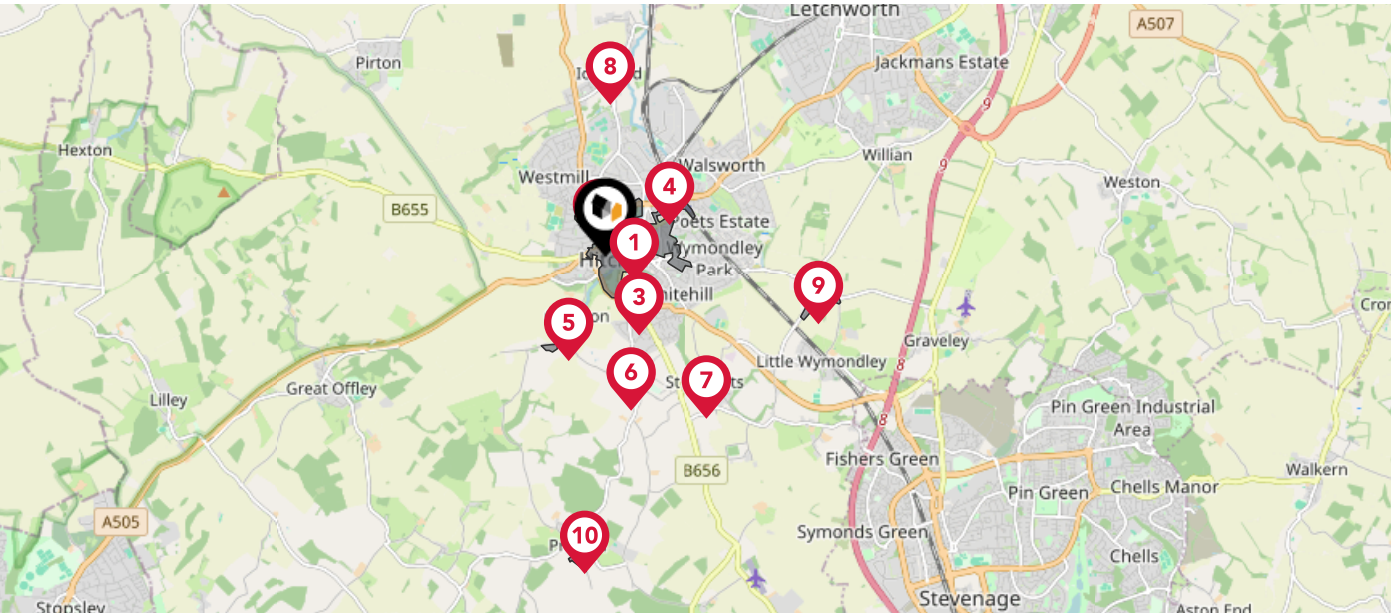 Letchworth
A507
Pirton
8
Jackmans Estate
9
Hexton
Walsworth
Willian
9
Westmill
4
Weston
B655
Poets Estate
1
Wymondley
Park
9
3
5
Graveley
Little Wymondley
8
6
7
Great Offley
Lilley
Pin Green Industrial
Area
8
Fishers Green
B656
Walkern
Pin Green
Chells Manor
A505
Symonds Green
10
Chells
Stevenage
Stopsley
Aston End